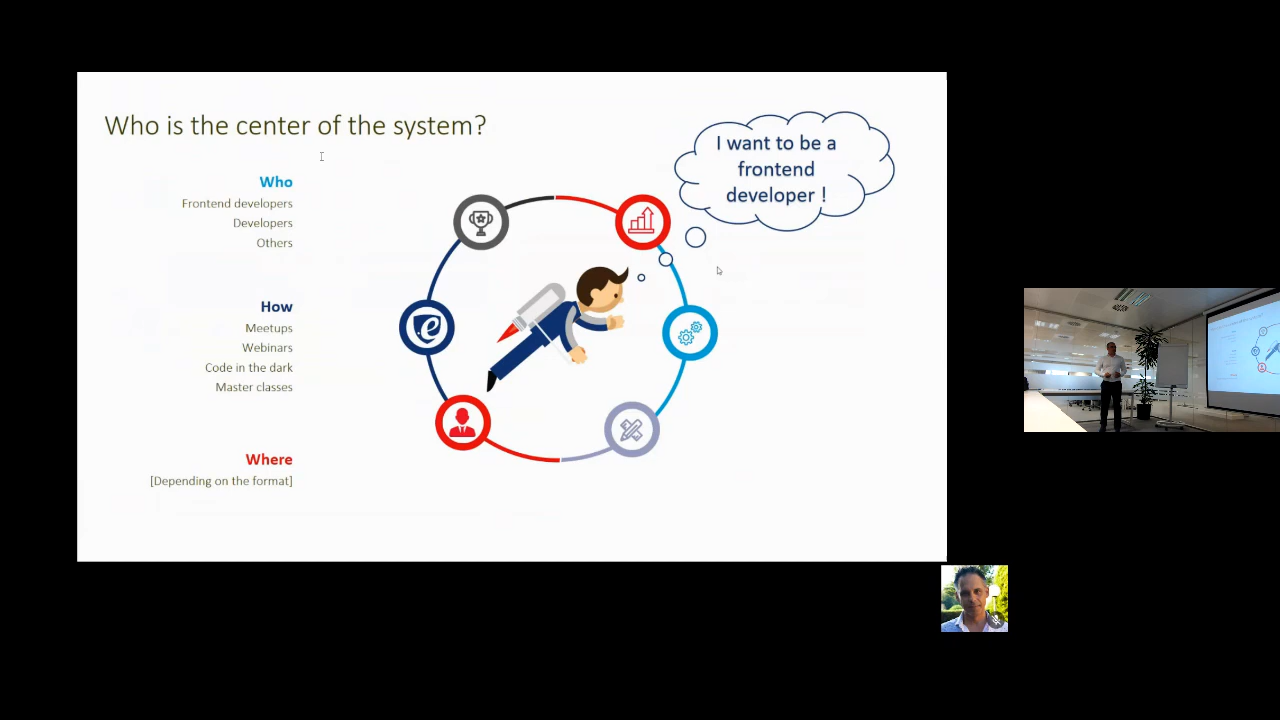 Who is the center of the system?
Who
Frontend developers
Developers
Others
How
Meetups
Webinars
Code in the dark
Master classes
Where
[Depending on the format]
I want to be a
frontend
developer !
e